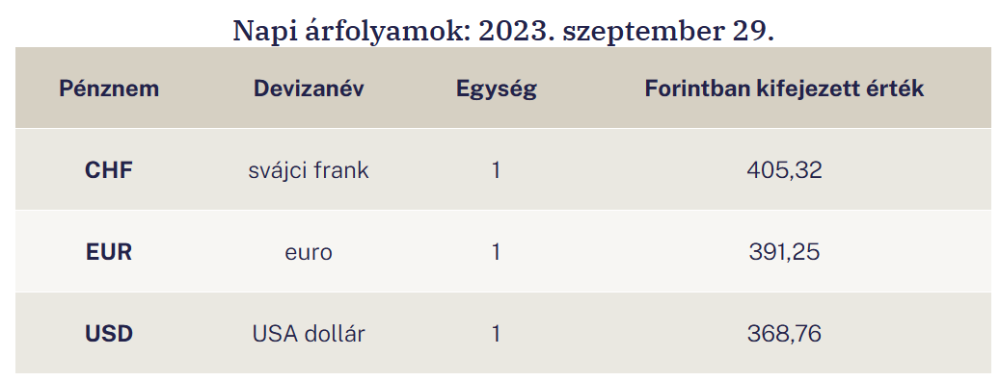 Napi árfolyamok: 2023. szeptember 29.
Pénznem Devizanév Egység Forintban kifejezett érték
CHF svájci frank 1 405,32
EUR euro 1 391,25
USD USA dollár 1 368,76